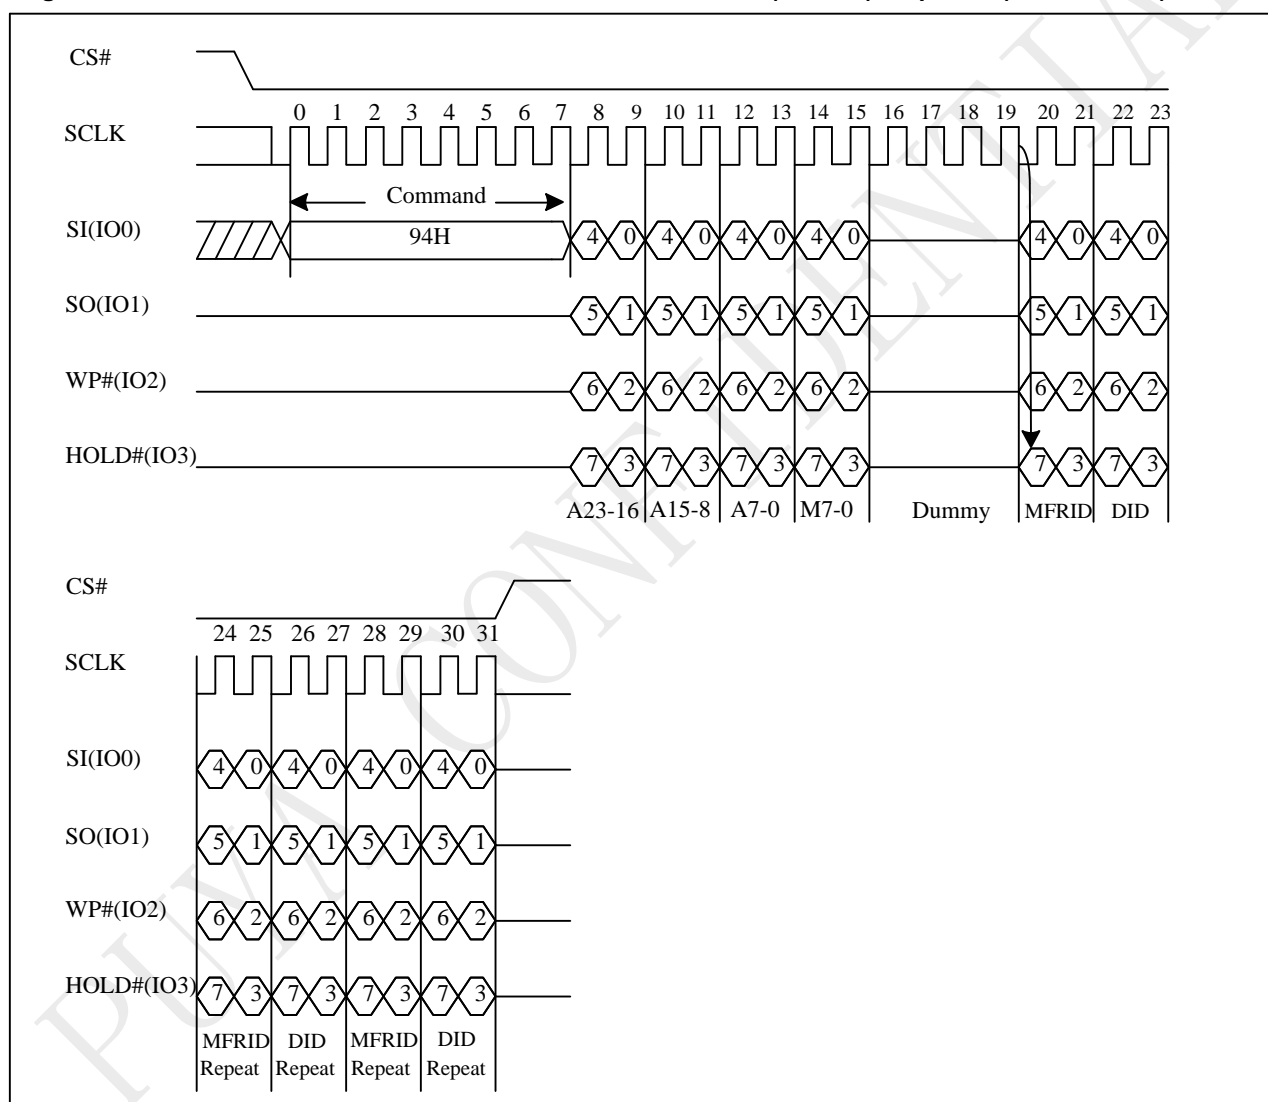 CS#
0 1 2 3 4 5 6 7 8 9 10 11 12 13 14 15 16 17 18 19 20 21 22 23
SCLK
Command
SI(IO0) 94H 4 0 4 0 4 0 4 0 4 0 4 0
SO(IO1) 5 1 5 1 5 1 5 1 5 1 5 1
WP#(IO2) 6 2 6 2 6 2 6 2 6 2 6 2
HOLD#(IO3) 7 3 7 3 7 3 7 3 7 3 7 3
A23-16 A15-8 A7-0 M7-0 Dummy MFRID DID
CS#
24 25 26 27 28 29 30 31
SCLK
SI(IO0) 4 0 4 0 4 0 4 0
SO(IO1) 5 1 5 1 5 1 5 1
WP#(IO2) 6 2 6 2 6 2 6 2
HOLD#(IO3) 7 3 7 3 7 3 7 3
MFRID DID MFRID DID
Repeat Repeat Repeat Repeat
PUYA CONFIDENTIAL